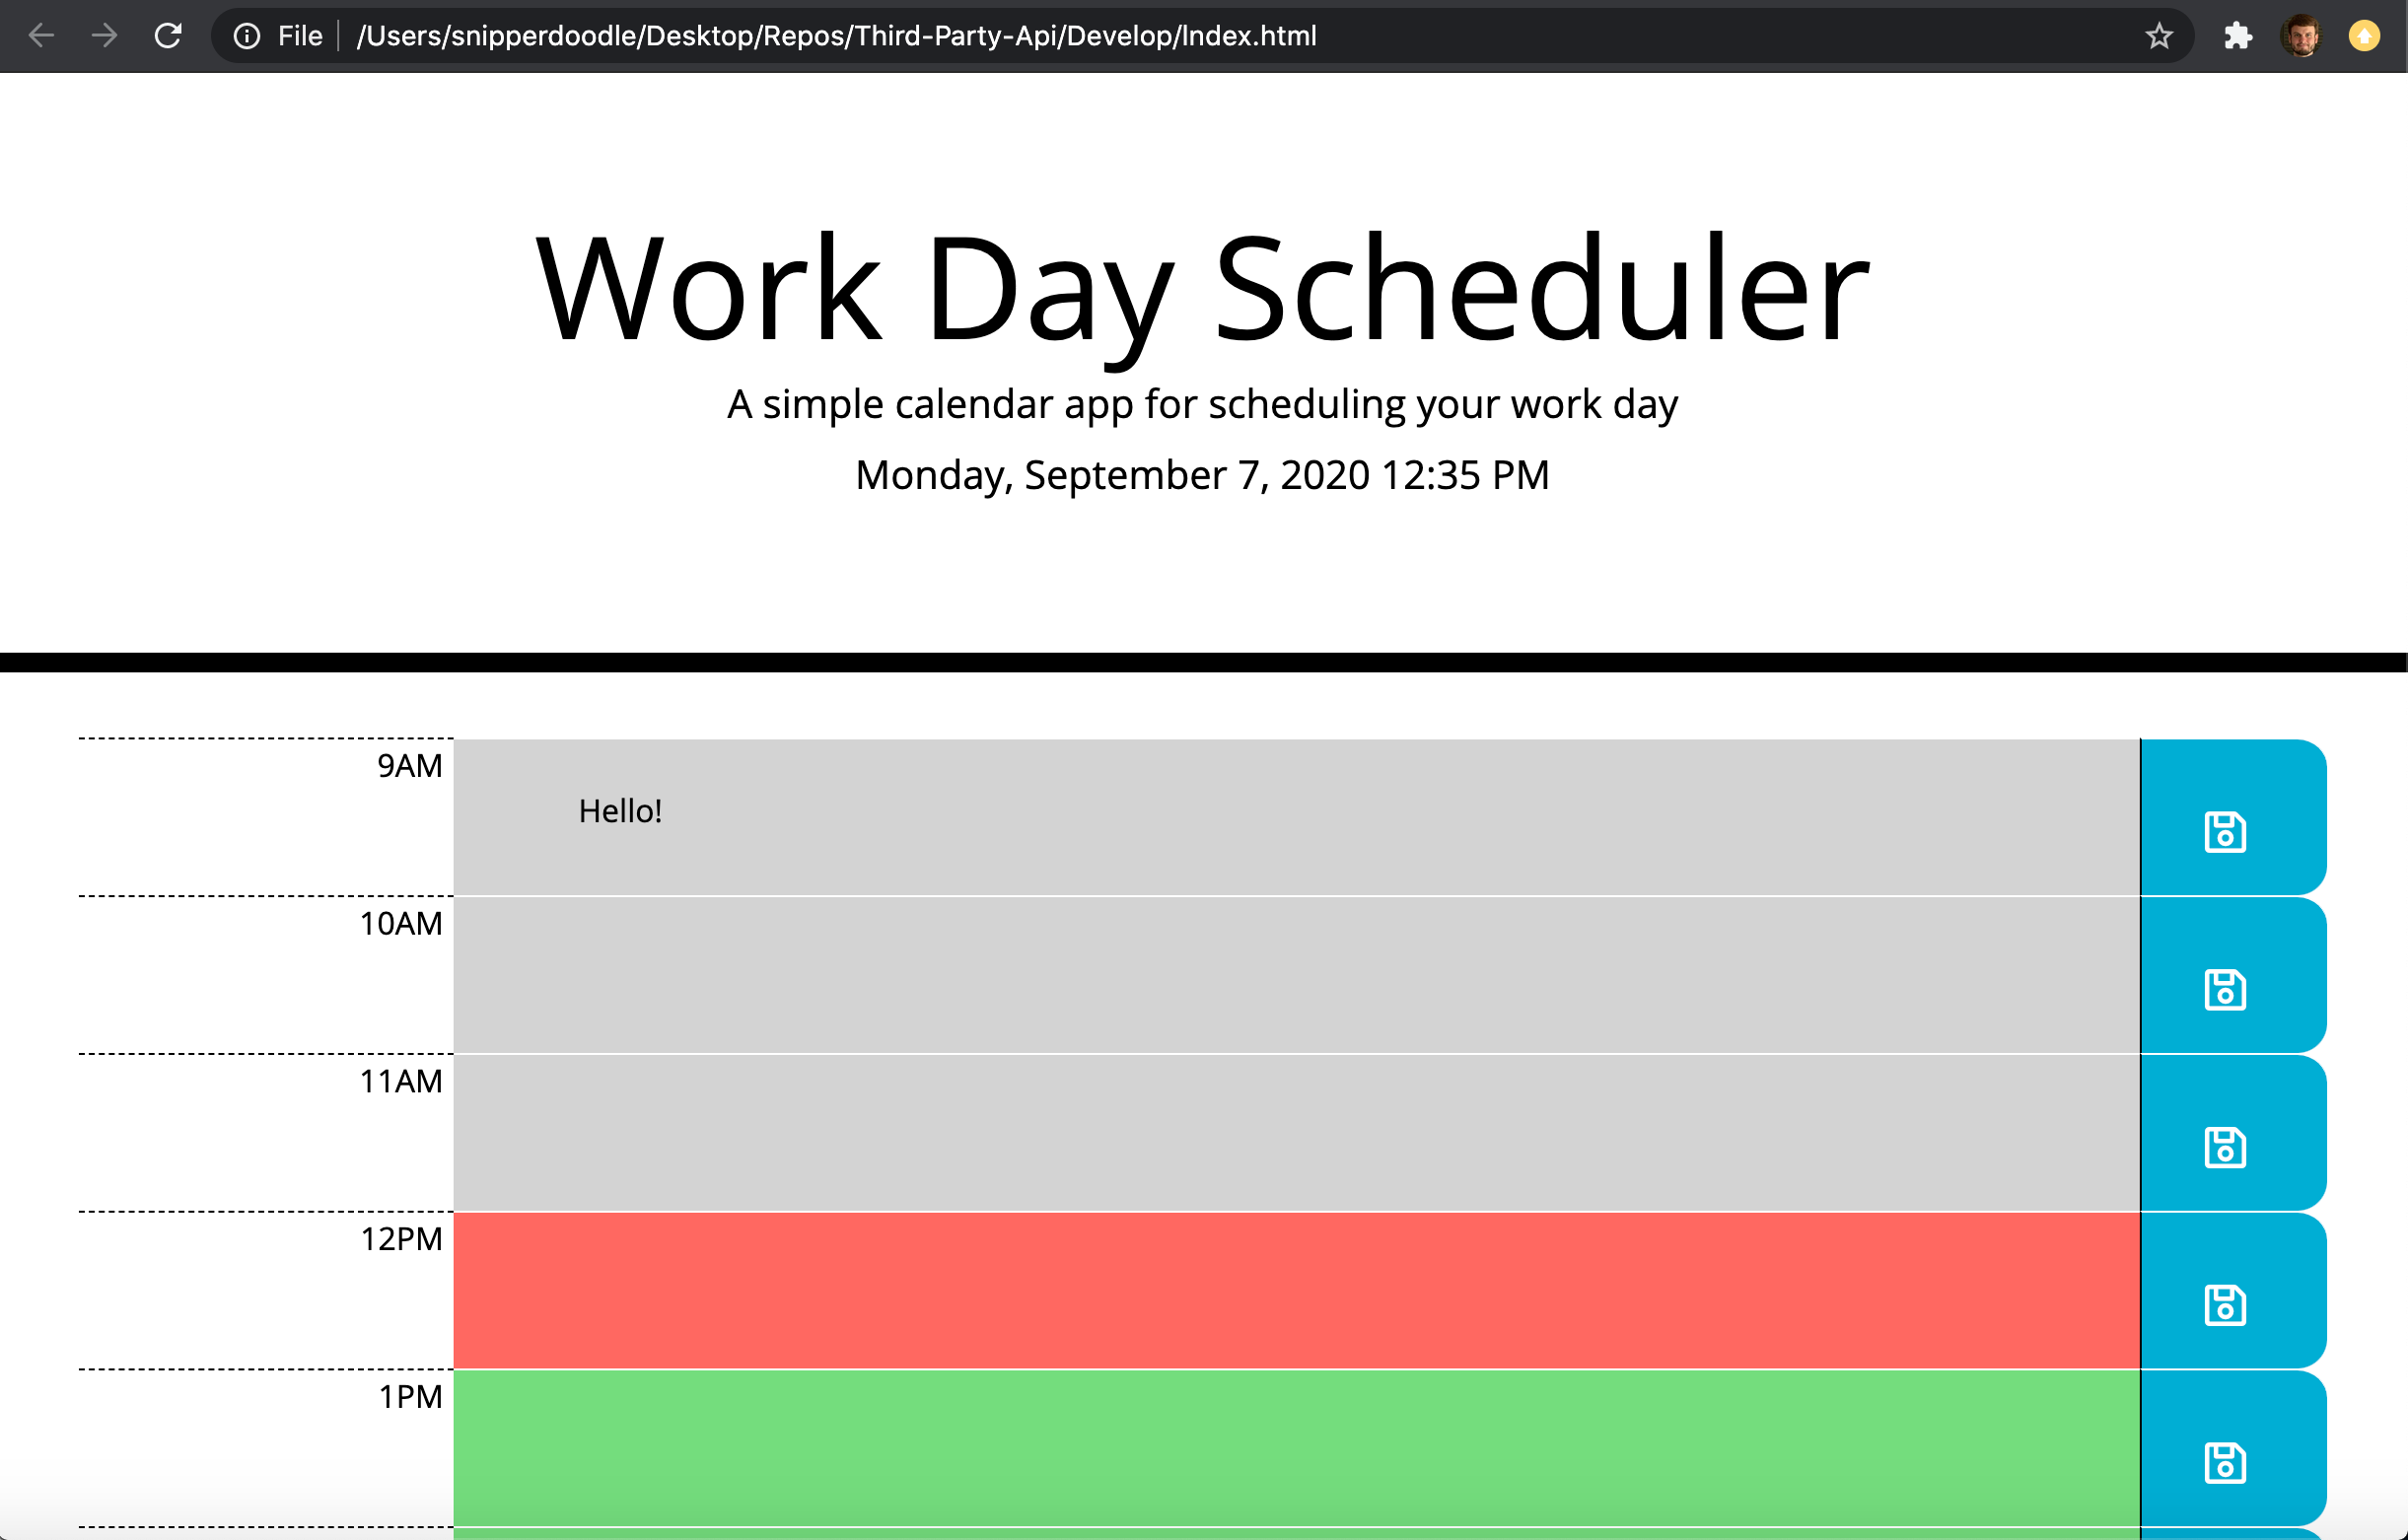 File /Users/snipperdoodle/Desktop/Repos/Third-Party-Api/Develop/Index.html
Work Day Scheduler
A simple calendar app for scheduling your work day
Monday, September 7, 2020 12:35 PM
9AM
Hello!
10AM
11AM
12PM
1PM